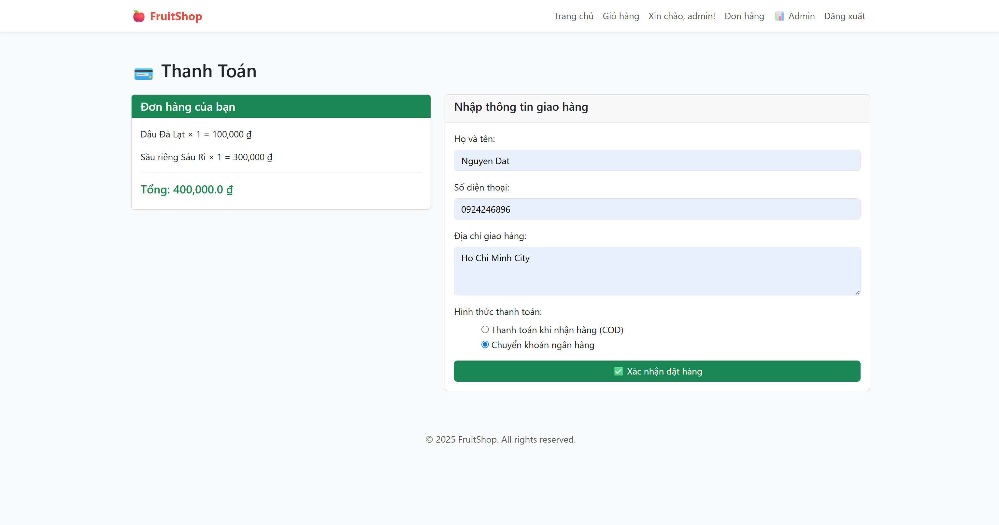 FruitShop
Trang chủ Giỏ hàng Xin chào, admin! Đơn hàng Admin Đăng xuất
Thanh Toán
Đơn hàng của bạn
Dâu Đà Lạt × 1 = 100,000 ₫
Sầu riêng Sáu Ri × 1 = 300,000 ₫
Tổng: 400,000.0 ₫
Nhập thông tin giao hàng
Họ và tên:
Nguyen Dat
Số điện thoại:
0924246896
Địa chỉ giao hàng:
Ho Chi Minh City
Hình thức thanh toán:
Thanh toán khi nhận hàng (COD)
Chuyển khoản ngân hàng
Xác nhận đặt hàng
© 2025 FruitShop. All rights reserved.